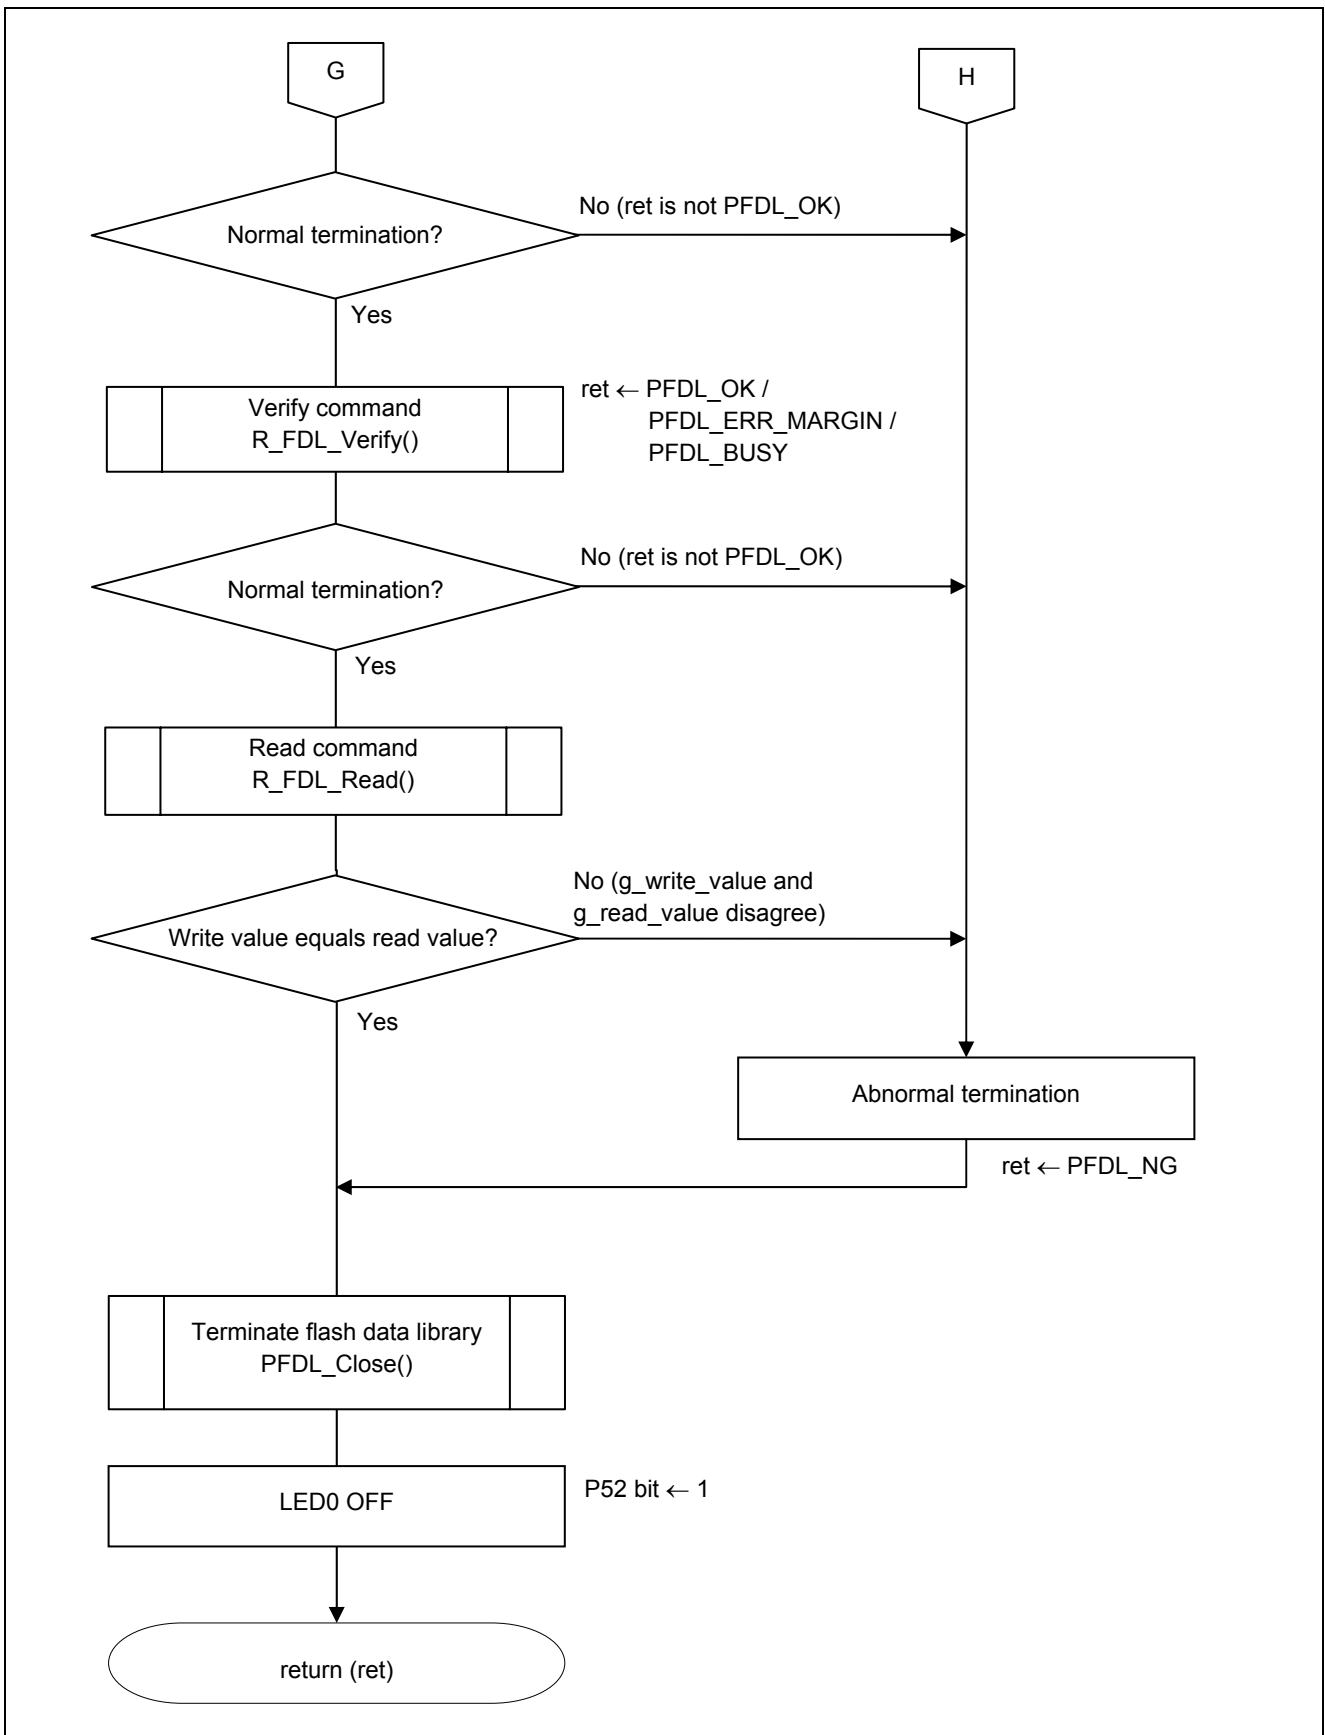 G
H
No (ret is not PFDL_OK)
Normal termination?
Yes
Verify command
R_FDL_Verify()
ret ← PFDL_OK /
PFDL_ERR_MARGIN /
PFDL_BUSY
No (ret is not PFDL_OK)
Normal termination?
Yes
Read command
R_FDL_Read()
No (g_write_value and
g_read_value disagree)
Write value equals read value?
Yes
Abnormal termination
ret ← PFDL_NG
Terminate flash data library
PFDL_Close()
LED0 OFF
P52 bit ← 1
return (ret)